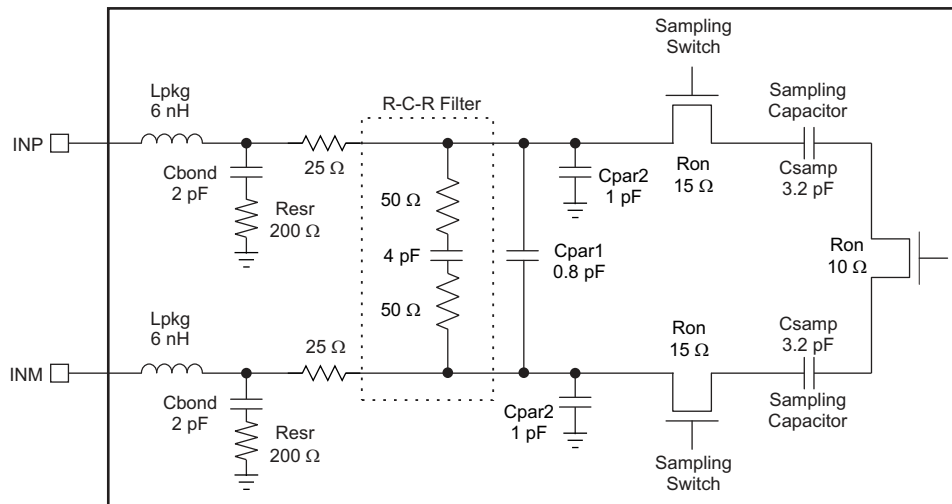 Sampling
Switch
Sampling
Capacitor
Lpkg
6 nH
R-C-R Filter
INP
25 Ω
Cbond
2 pF
Resr
200 Ω
50 Ω
4 pF
50 Ω
Cpar2
1 pF
Cpar1
0.8 pF
Ron
15 Ω
Csamp
3.2 pF
Ron
10 Ω
Lpkg
6 nH
25 Ω
Ron
15 Ω
Csamp
3.2 pF
INM
Cbond
2 pF
Resr
200 Ω
Cpar2
1 pF
Sampling
Capacitor
Sampling
Switch